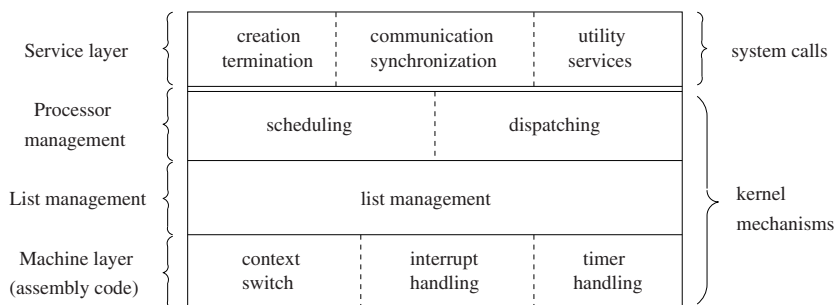 Service layer
creation
termination
communication
synchronization
utility
services
system calls
Processor
management
scheduling
dispatching
List management
list management
kernel
mechanisms
Machine layer
(assembly code)
context
switch
interrupt
handling
timer
handling